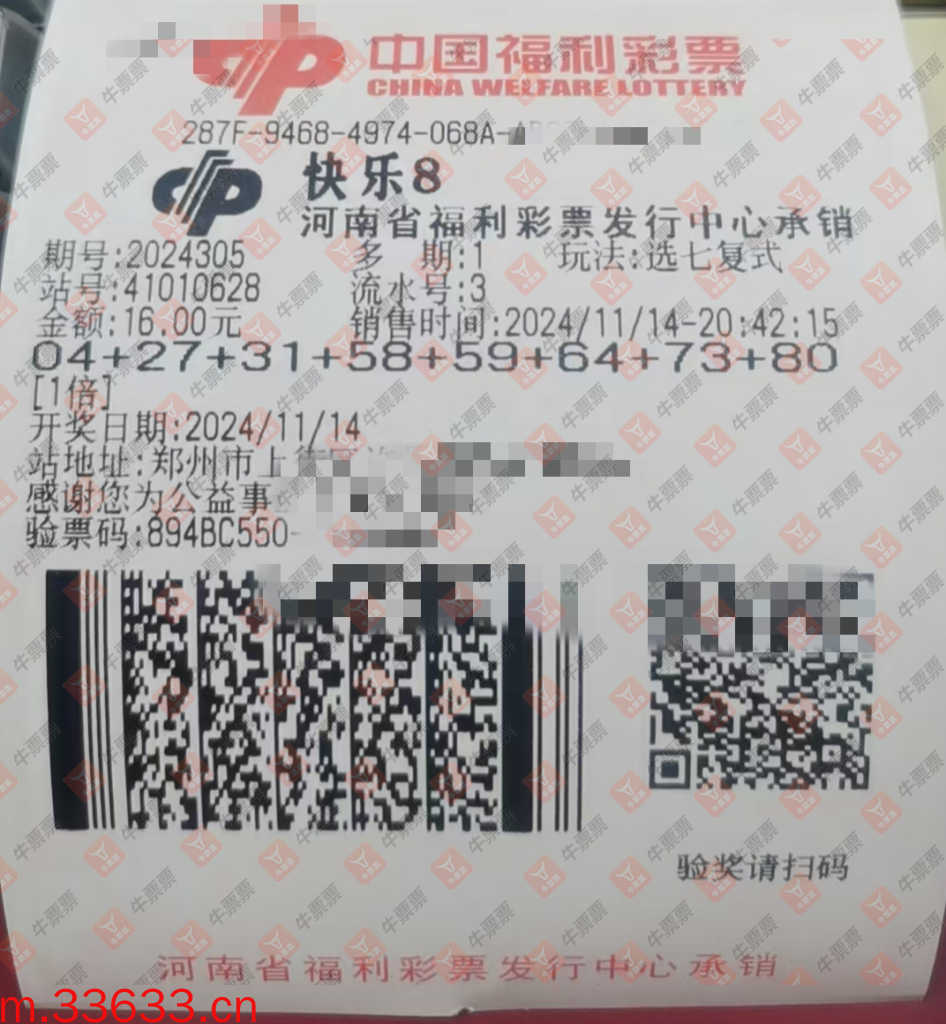 中国福利彩票
CHINA WELFARE LOTTERY
287F-9468-4974-068A-
快乐8
河南省福利彩票发行中心承销
期号:2024305 多 期:1 玩法:选七复式
站号:41010628 流水号:3
金额:16.00元 销售时间:2024/11/14-20:42:15
04+27+31+58+59+64+73+80
[1倍]
开奖日期:2024/11/14
站地址:郑州市上街
感谢您为公益事
验票码:894BC550-
验奖请扫码
河南省福利彩票发行中心承销
m.33633.cn
牛票票